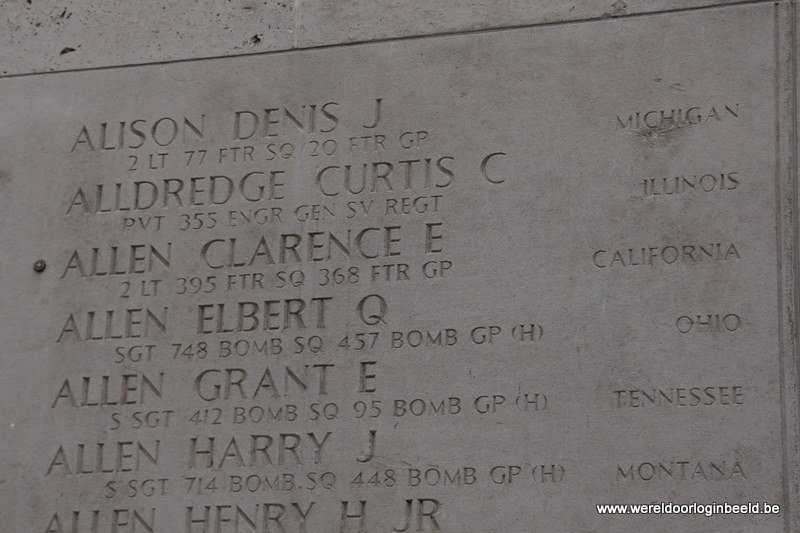 ALISON DENIS J MICHIGAN
2 LT 77 FTR SQ 20 FTR GP
ALLDREDGE CURTIS C ILLINOIS
PVT 355 ENGR GEN SV REGT
ALLEN CLARENCE E CALIFORNIA
2 LT 395 FTR SQ 368 FTR GP
ALLEN ELBERT Q OHIO
SGT 748 BOMB SQ 457 BOMB GP (H)
ALLEN GRANT E TENNESSEE
S SGT 412 BOMB SQ 95 BOMB GP (H)
ALLEN HARRY J MONTANA
S SGT 714 BOMB SQ 448 BOMB GP (H)
ALLEN HENRY H JR
www.wereldoorloginbeeld.be